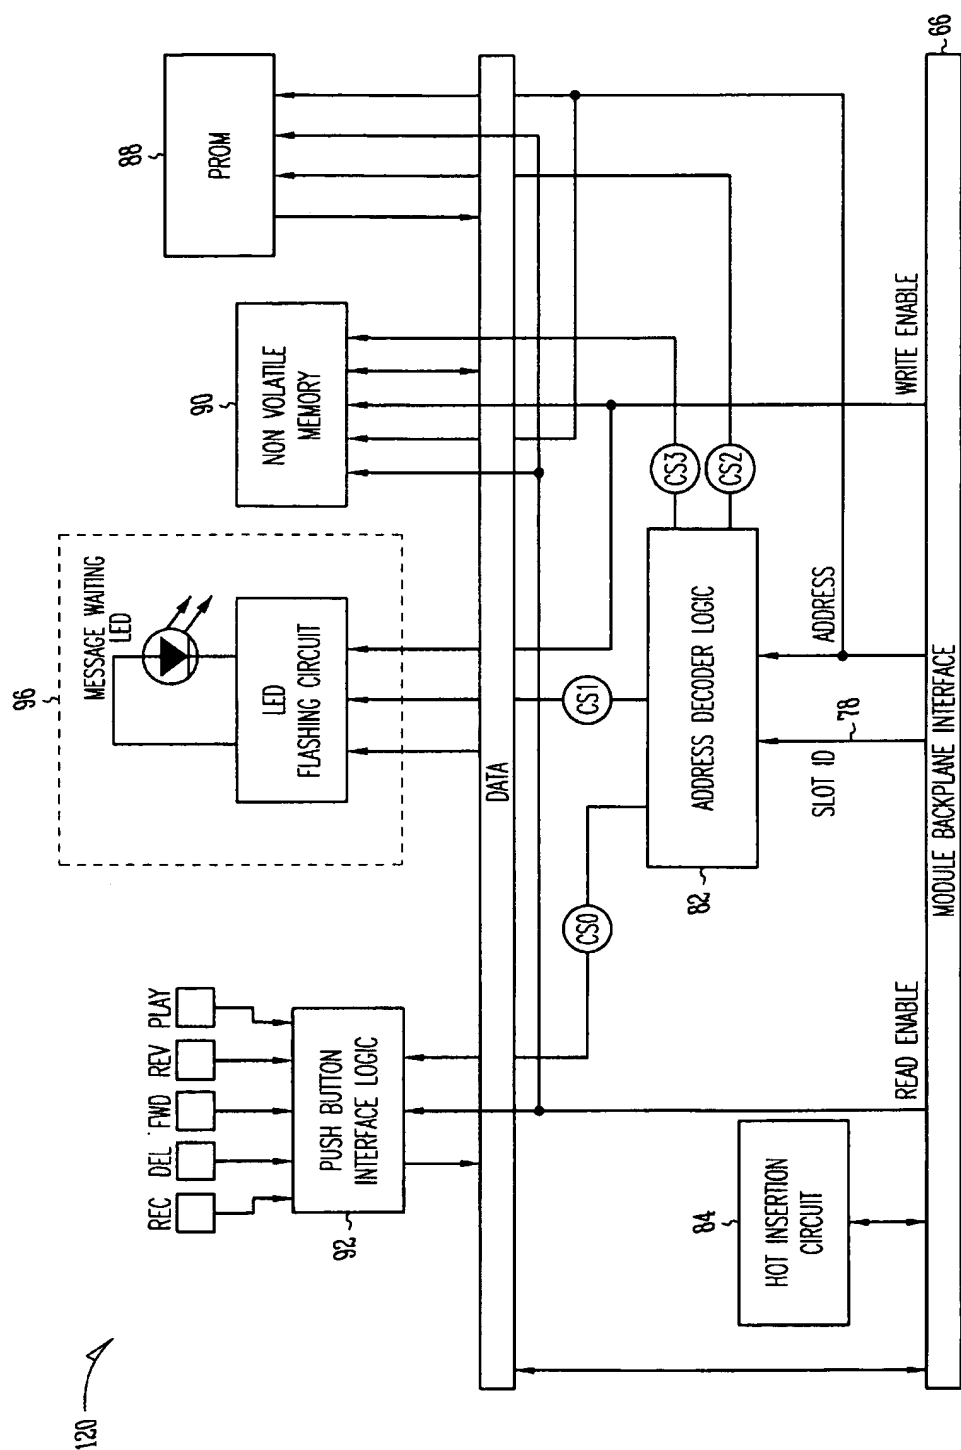 120
REC
DEL
FWD
REV
PLAY
PUSH BUTTON
INTERFACE LOGIC
92
96
MESSAGE WAITING
LED
LED
FLASHING CIRCUIT
90
NON VOLATILE
MEMORY
88
PROM
DATA
CS0
CS1
CS3
CS2
ADDRESS DECODER LOGIC
82
84
HOT INSERTION
CIRCUIT
READ ENABLE
SLOT ID
78
ADDRESS
WRITE ENABLE
MODULE BACKPLANE INTERFACE
66